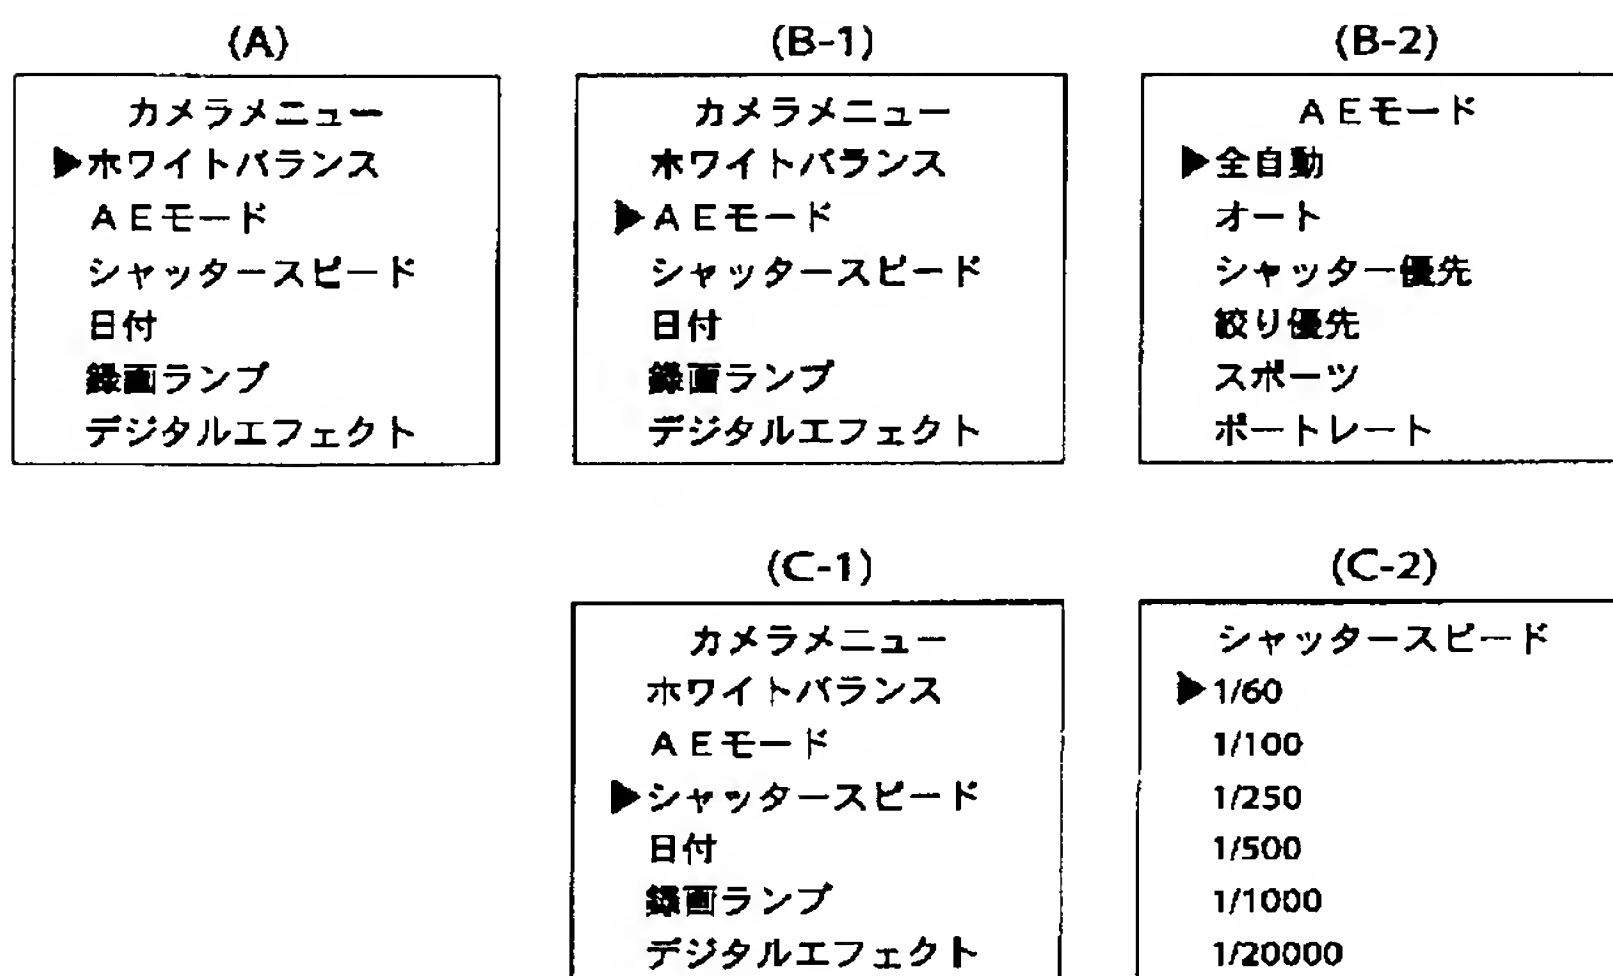 (A)
カメラメニュー
▶ホワイトバランス
AEモード
シャッタースピード
日付
録画ランプ
デジタルエフェクト
(B-1)
カメラメニュー
ホワイトバランス
▶AEモード
シャッタースピード
日付
録画ランプ
デジタルエフェクト
(B-2)
AEモード
▶全自動
オート
シャッター優先
絞り優先
スポーツ
ポートレート
(C-1)
カメラメニュー
ホワイトバランス
AEモード
▶シャッタースピード
日付
録画ランプ
デジタルエフェクト
(C-2)
シャッタースピード
▶1/60
1/100
1/250
1/500
1/1000
1/20000